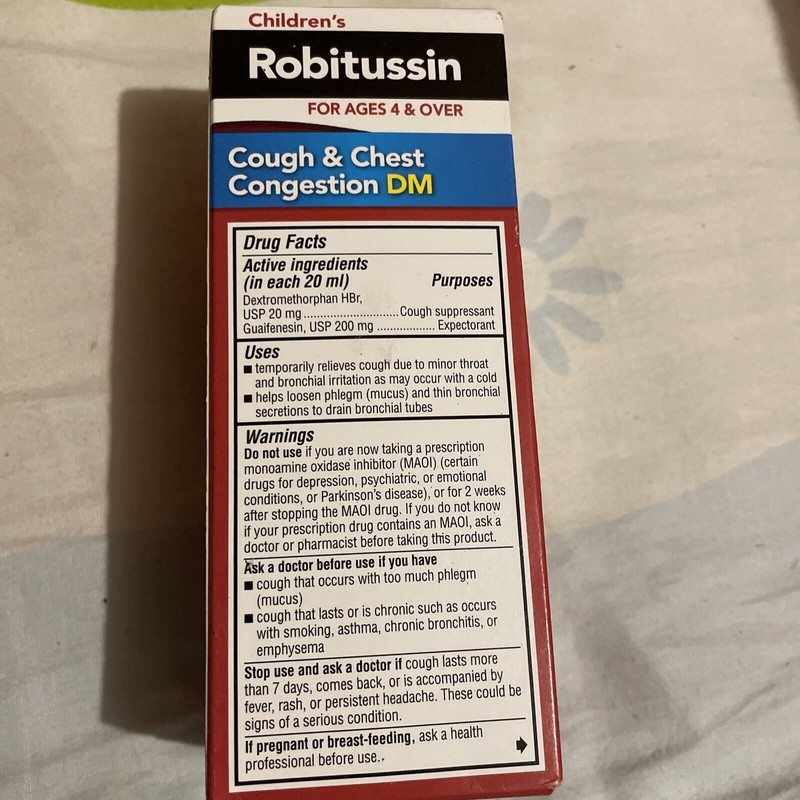 Children's
Robitussin
FOR AGES 4 & OVER
Cough & Chest
Congestion DM
Drug Facts
Active ingredients
(in each 20 ml) Purposes
Dextromethorphan HBr,
USP 20 mg..............................Cough suppressant
Guaifenesin, USP 200 mg.................. Expectorant
Uses
■ temporarily relieves cough due to minor throat
and bronchial irritation as may occur with a cold
■ helps loosen phlegm (mucus) and thin bronchial
secretions to drain bronchial tubes
Warnings
Do not use if you are now taking a prescription
monoamine oxidase inhibitor (MAOI) (certain
drugs for depression, psychiatric, or emotional
conditions, or Parkinson's disease), or for 2 weeks
after stopping the MAOI drug. If you do not know
if your prescription drug contains an MAOI, ask a
doctor or pharmacist before taking this product.
Ask a doctor before use if you have
■ cough that occurs with too much phlegm
(mucus)
■ cough that lasts or is chronic such as occurs
with smoking, asthma, chronic bronchitis, or
emphysema
Stop use and ask a doctor if cough lasts more
than 7 days, comes back, or is accompanied by
fever, rash, or persistent headache. These could be
signs of a serious condition.
If pregnant or breast-feeding, ask a health
professional before use..